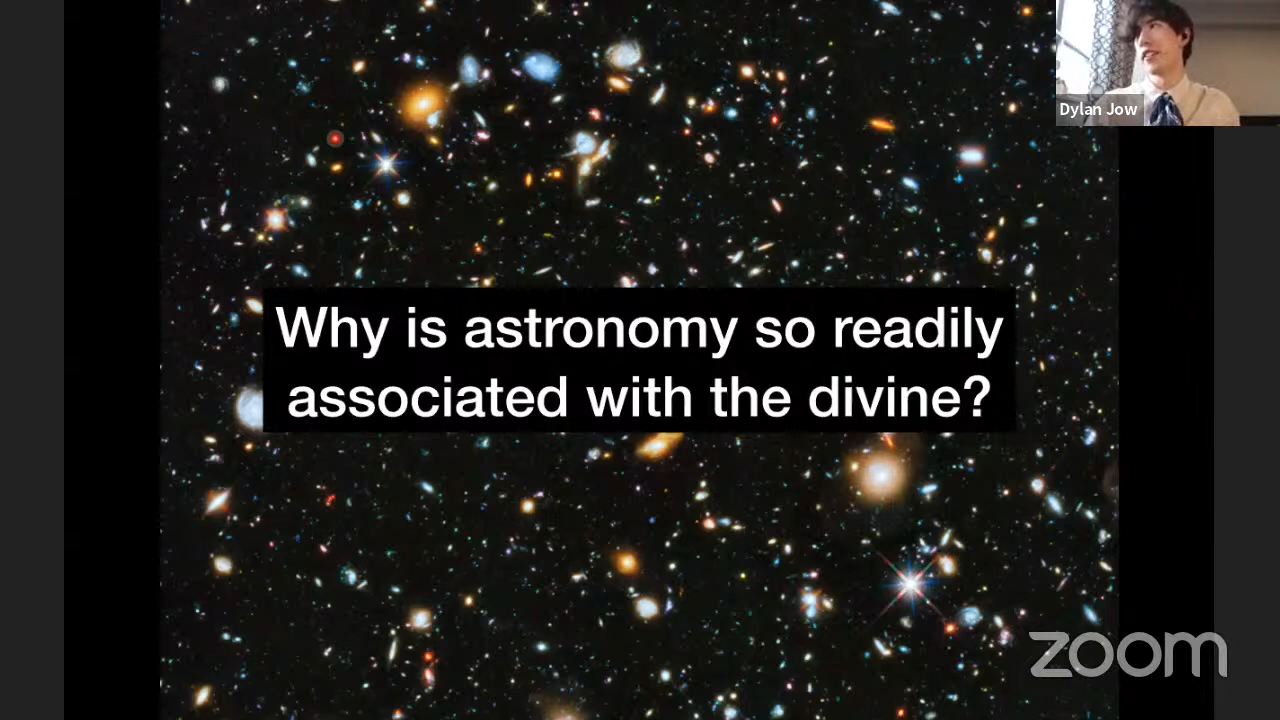 Dylan Jow
Why is astronomy so readily
associated with the divine?
zoom